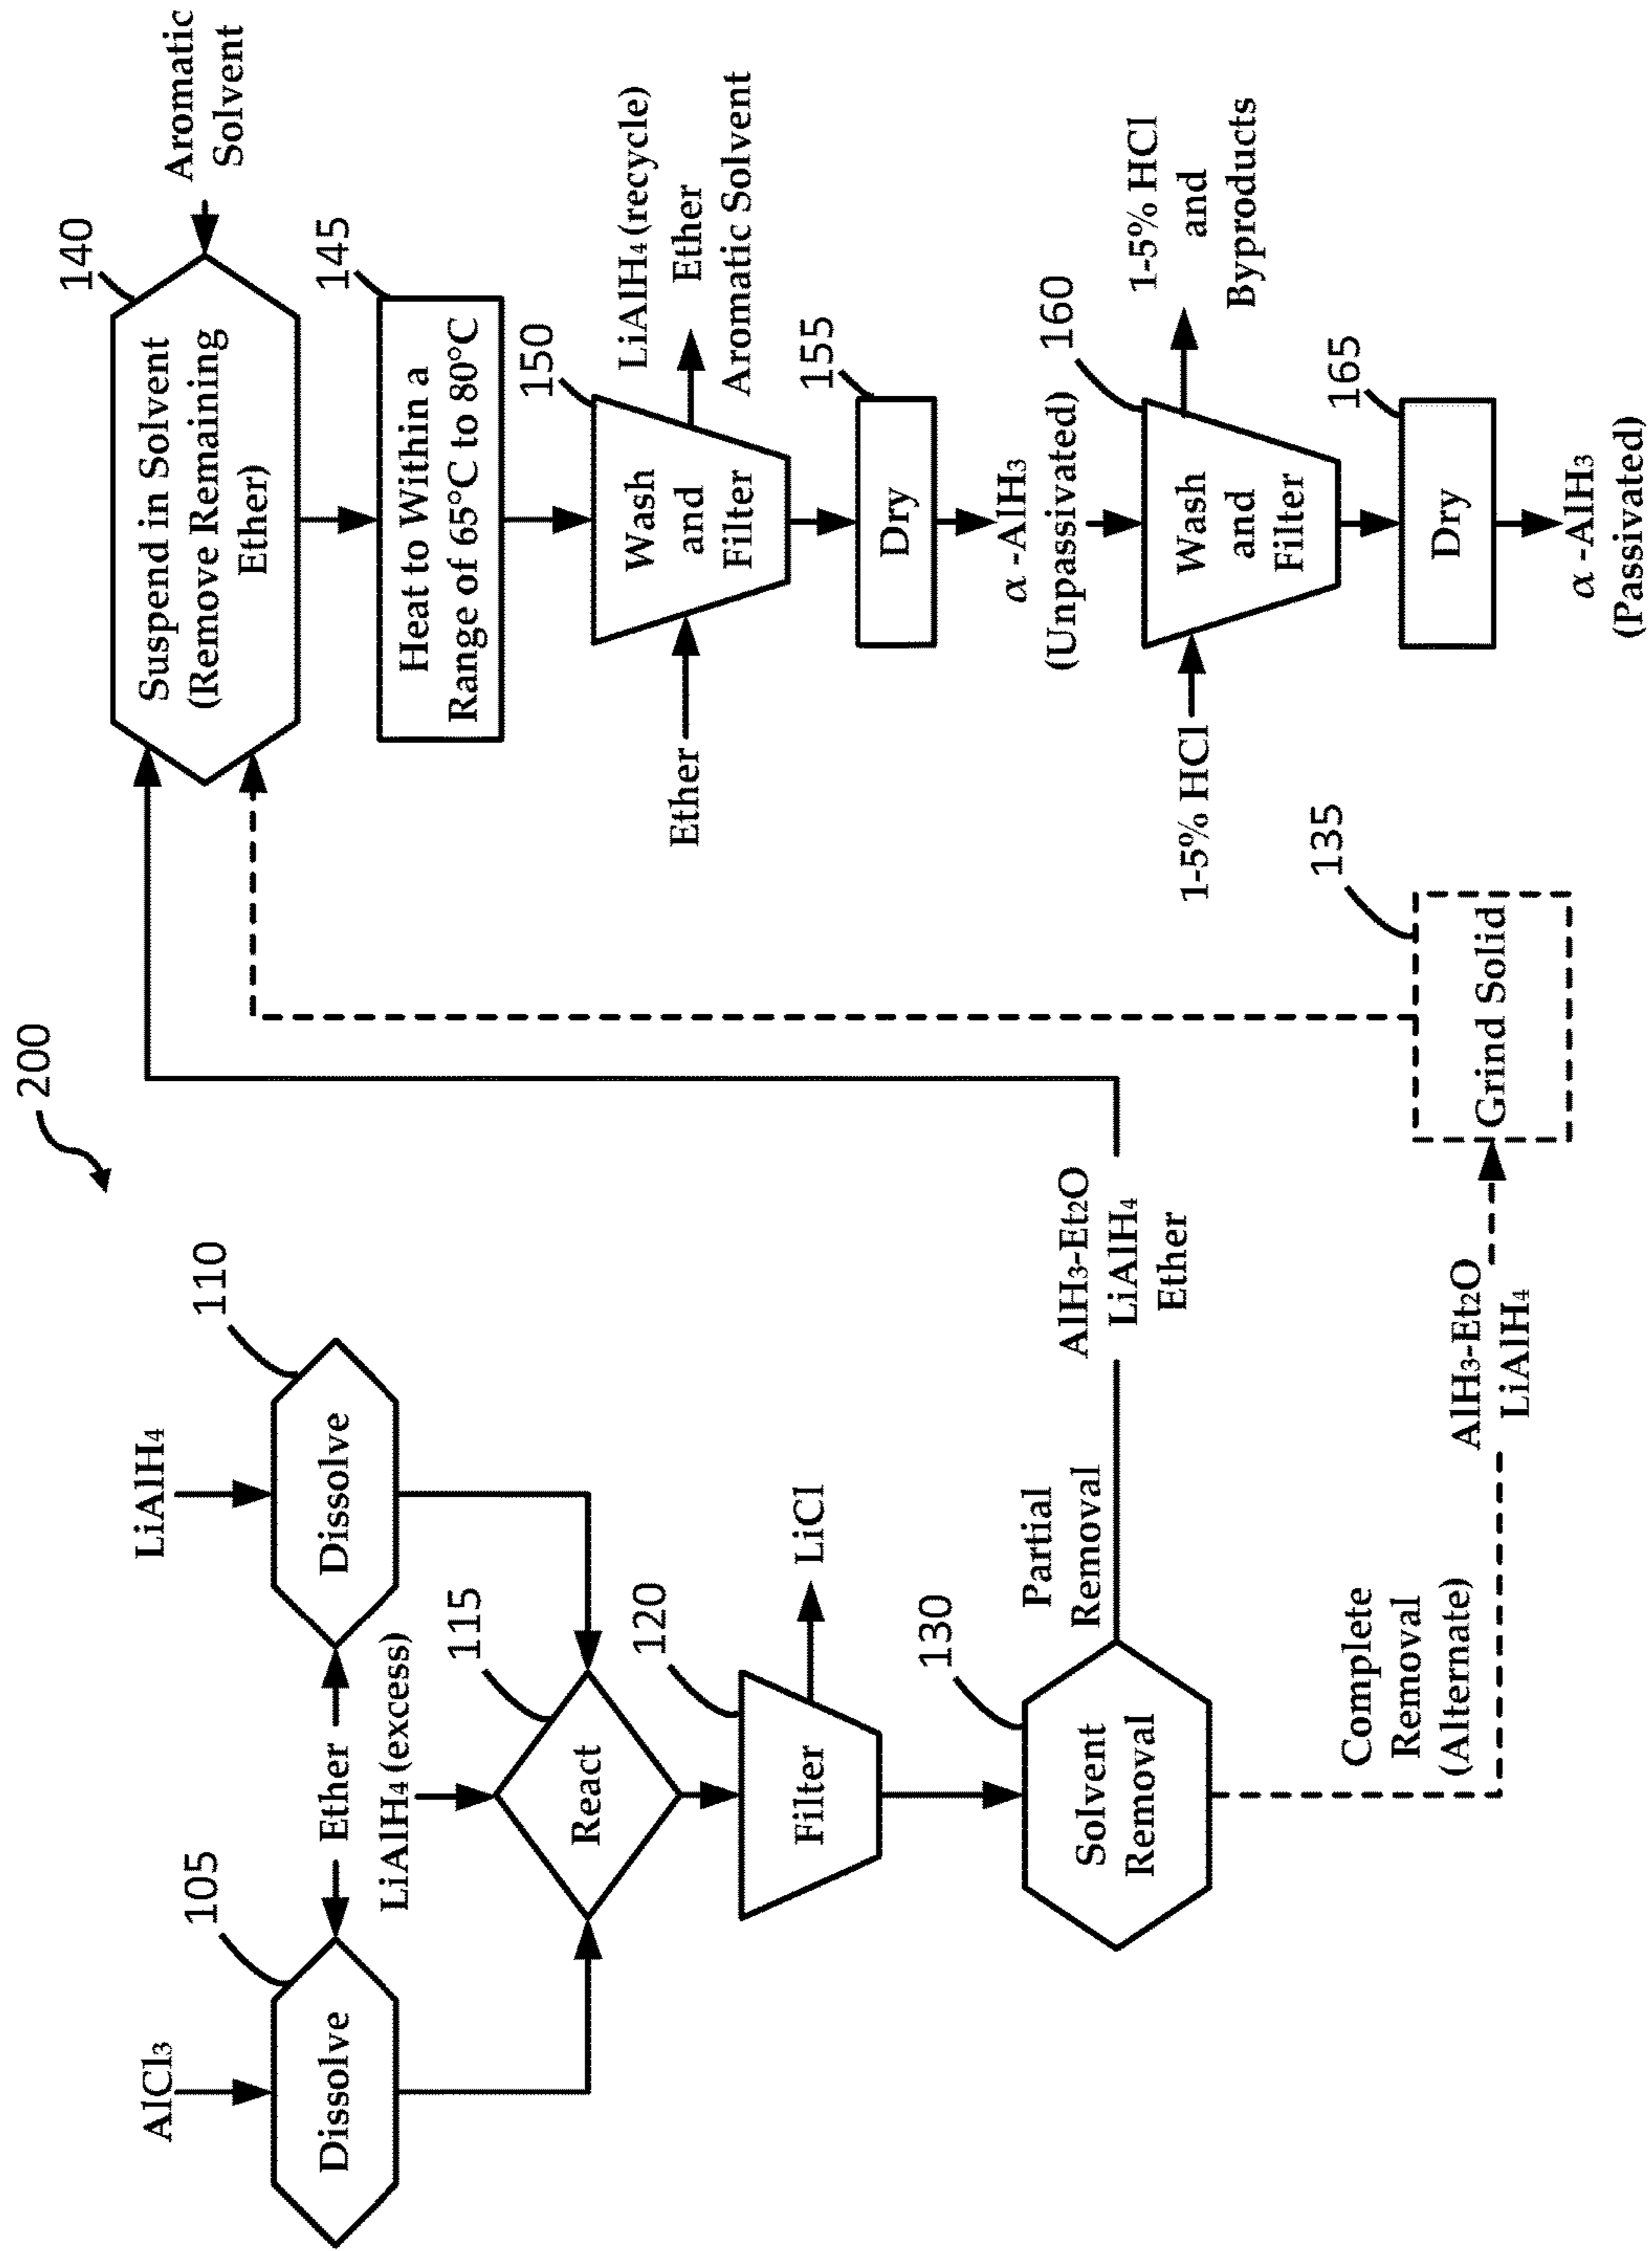 200
AlCl₃
LiAlH₄
105
110
Dissolve
Ether
Dissolve
LiAlH₄ (excess)
115
React
120
Filter
LiCl
130
Solvent
Removal
Partial
Removal
AlH₃-Et₂O
LiAlH₄
Ether
Complete
Removal
(Alternate)
AlH₃-Et₂O
LiAlH₄
135
Grind Solid
140
Aromatic
Solvent
Suspend in Solvent
(Remove Remaining
Ether)
145
Heat to Within a
Range of 65°C to 80°C
150
Ether
Wash
and
Filter
LiAlH₄ (recycle)
Ether
Aromatic Solvent
155
Dry
α -AlH₃
(Unpassivated)
160
1-5% HCl
Wash
and
Filter
1-5% HCl
and
Byproducts
165
Dry
α -AlH₃
(Passivated)